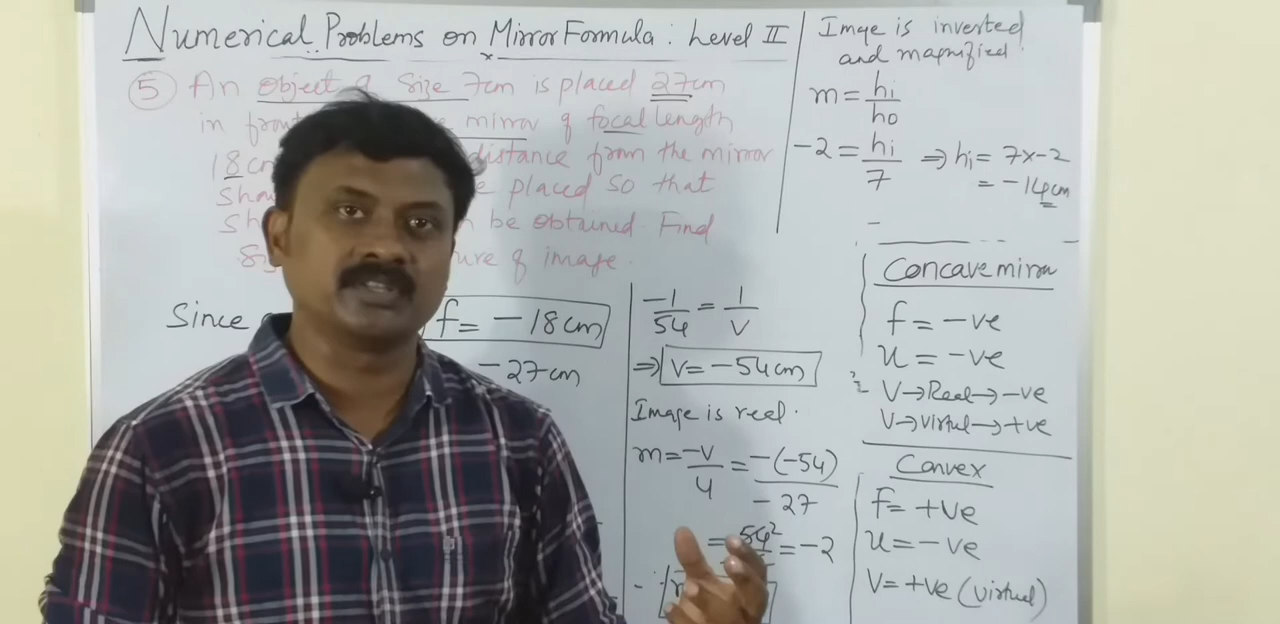 Numerical Problems on Mirror Formula : Level II
5 An object of Size 7cm is placed 27cm
in mirror of focal length
18cm distance from the mirror
placed so that
be obtained. Find
of image.
Since f = -18cm
-27cm
-1/54 = 1/v
⇒ v = -54cm
Image is real.
m = -v/u = -(-54)/-27
= = -2
Image is inverted
and magnified.
m = hi/ho
-2 = hi/7 ⇒ hi = 7x-2
= -14cm
Concave mirror
f = -ve
u = -ve
V→Real→-ve
V→Virtul→+ve
Convex
f = +ve
u = -ve
V = +ve (virtual)